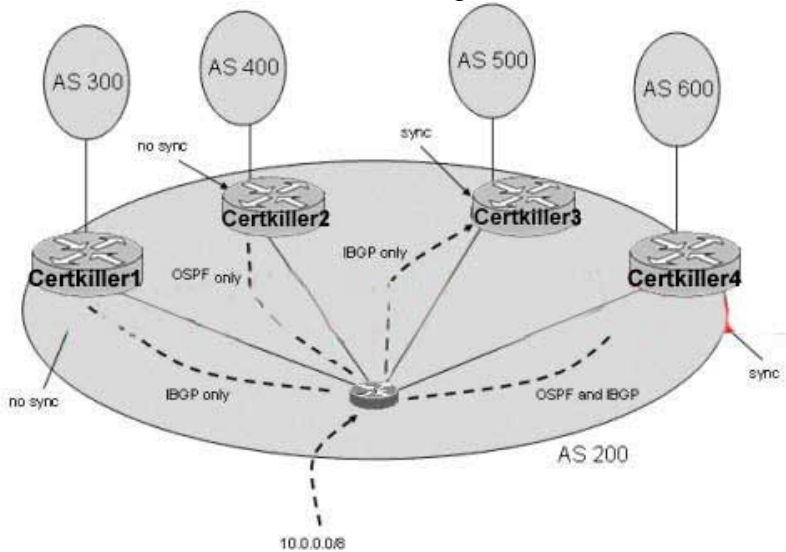 AS 300
AS 400
AS 500
AS 600
no sync
sync
Certkiller2
Certkiller3
Certkiller1
Certkiller4
OSPF only
IBGP only
no sync
IBGP only
OSPF and IBGP
sync
AS 200
10.0.0.0/8